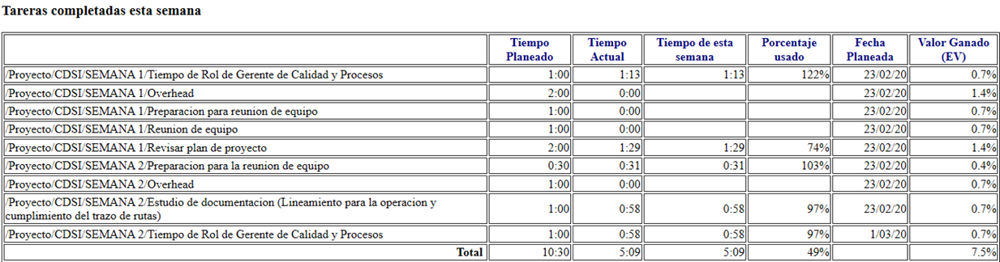 Tareras completadas esta semana
Tiempo Planeado Tiempo Actual Tiempo de esta semana Porcentaje usado Fecha Planeada Valor Ganado (EV)
/Proyecto/CDSI/SEMANA 1/Tiempo de Rol de Gerente de Calidad y Procesos 1:00 1:13 1:13 122% 23/02/20 0.7%
/Proyecto/CDSI/SEMANA 1/Overhead 2:00 0:00 23/02/20 1.4%
/Proyecto/CDSI/SEMANA 1/Preparacion para reunion de equipo 1:00 0:00 23/02/20 0.7%
/Proyecto/CDSI/SEMANA 1/Reunion de equipo 1:00 0:00 23/02/20 0.7%
/Proyecto/CDSI/SEMANA 1/Revisar plan de proyecto 2:00 1:29 1:29 74% 23/02/20 1.4%
/Proyecto/CDSI/SEMANA 2/Preparacion para la reunion de equipo 0:30 0:31 0:31 103% 23/02/20 0.4%
/Proyecto/CDSI/SEMANA 2/Overhead 1:00 0:00 23/02/20 0.7%
/Proyecto/CDSI/SEMANA 2/Estudio de documentacion (Lineamiento para la operacion y
cumplimiento del trazo de rutas) 1:00 0:58 0:58 97% 23/02/20 0.7%
/Proyecto/CDSI/SEMANA 2/Tiempo de Rol de Gerente de Calidad y Procesos 1:00 0:58 0:58 97% 1/03/20 0.7%
Total 10:30 5:09 5:09 49% 7.5%